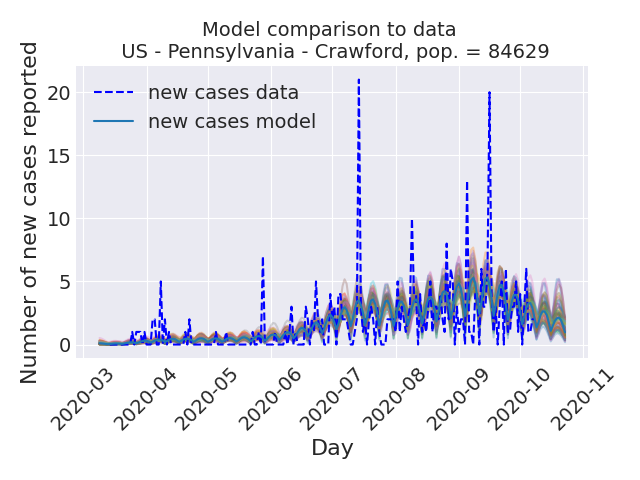 Model comparison to data
US - Pennsylvania - Crawford, pop. = 84629
Number of new cases reported
20
15
10
5
0
new cases data
new cases model
2020-03
2020-04
2020-05
2020-06
2020-07
2020-08
2020-09
2020-10
2020-11
Day